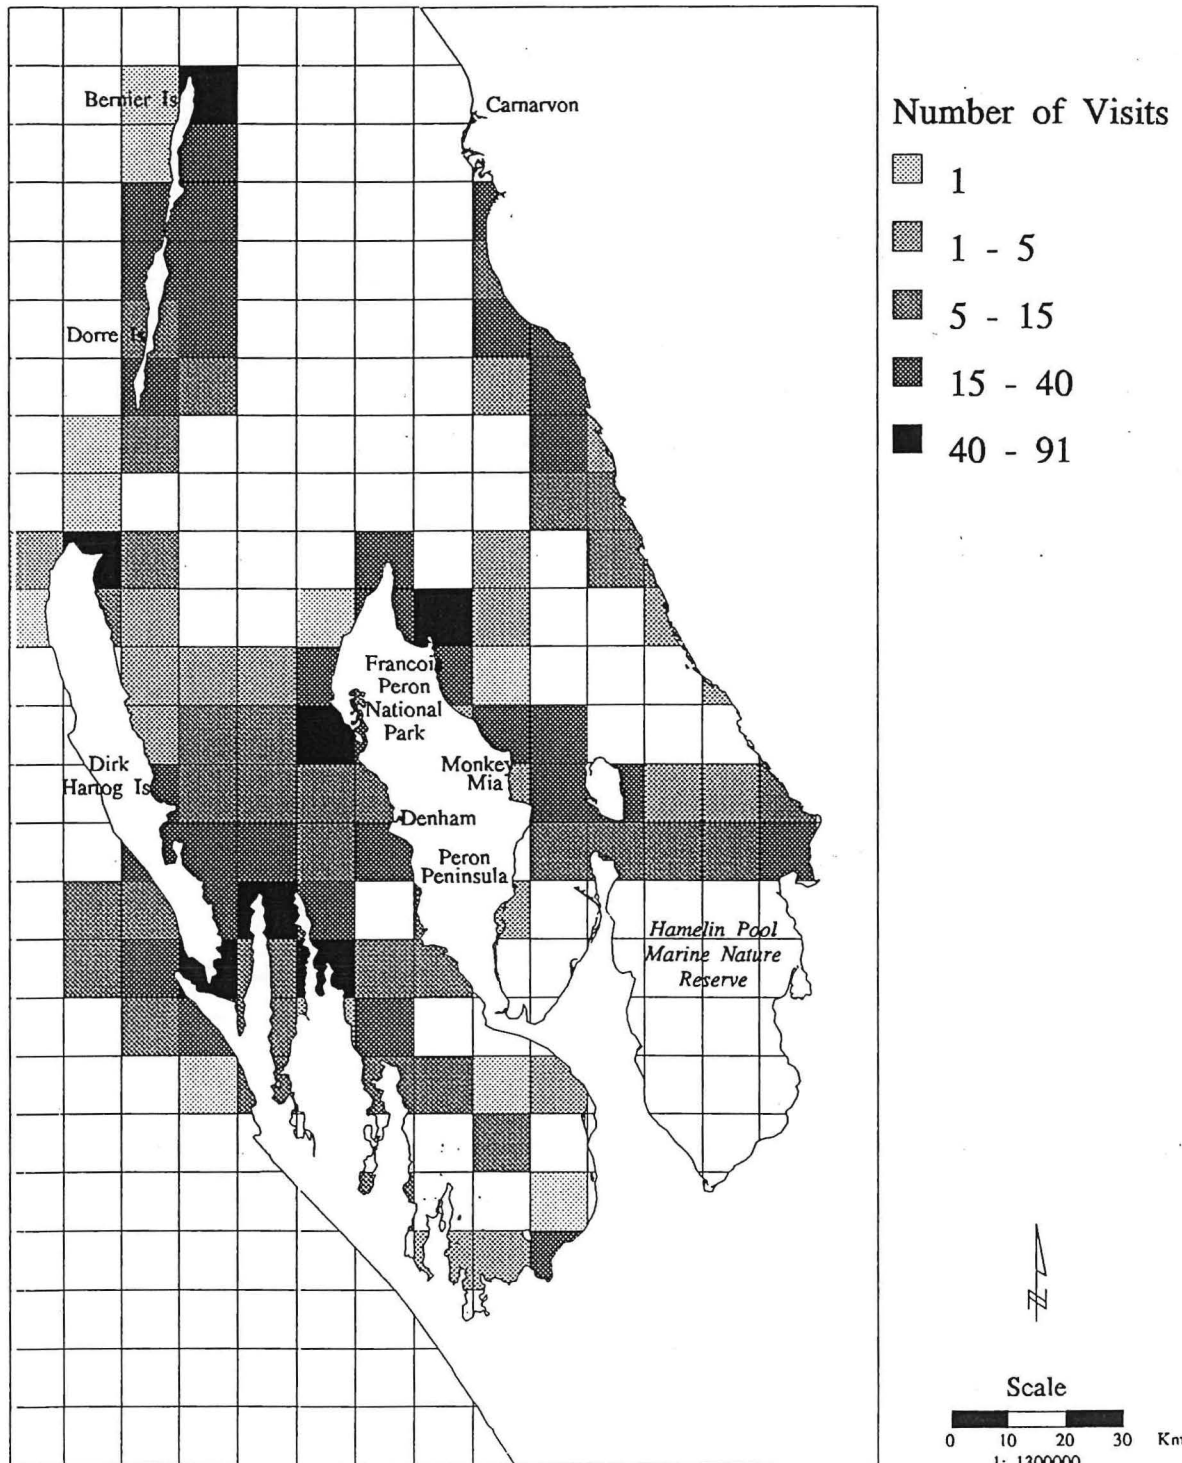 Bernier Is
Carnarvon
Dorre Is
Francois
Peron
National
Park
Dirk
Hartog Is
Monkey
Mia
Denham
Peron
Peninsula
Hamelin Pool
Marine Nature
Reserve
Number of Visits
1
1 - 5
5 - 15
15 - 40
40 - 91
N
Scale
0 10 20 30 Km
1: 1300000